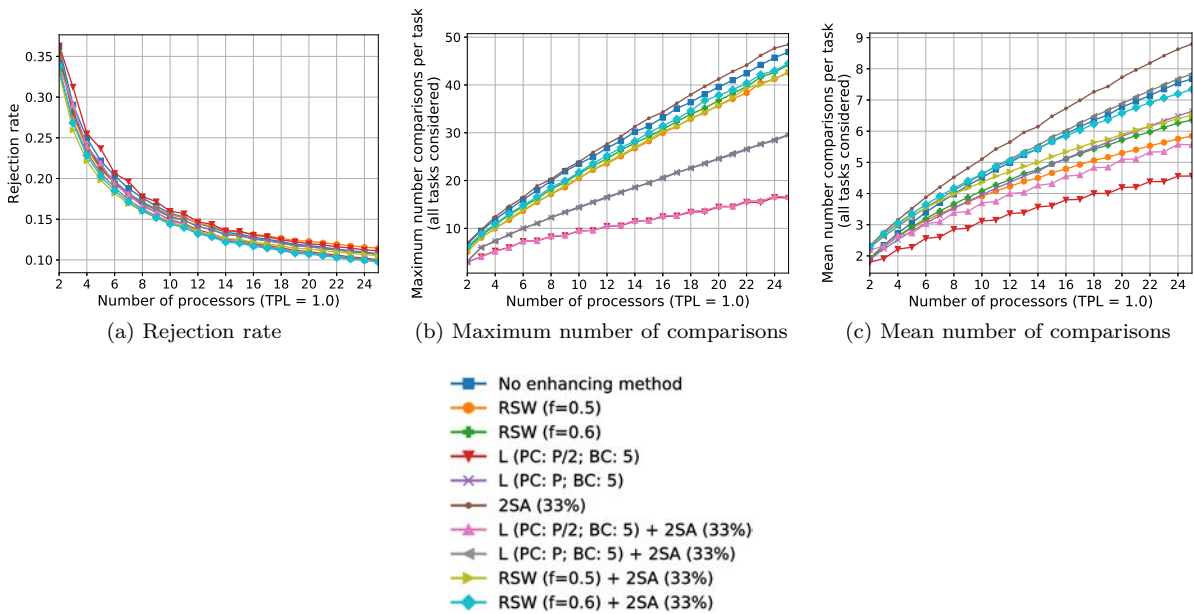 0.35
0.30
0.25
0.20
0.15
0.10
Rejection rate
2 4 6 8 10 12 14 16 18 20 22 24
Number of processors (TPL = 1.0)
(a) Rejection rate
50
40
30
20
10
Maximum number comparisons per task
(all tasks considered)
2 4 6 8 10 12 14 16 18 20 22 24
Number of processors (TPL = 1.0)
(b) Maximum number of comparisons
9
8
7
6
5
4
3
2
Mean number comparisons per task
(all tasks considered)
2 4 6 8 10 12 14 16 18 20 22 24
Number of processors (TPL = 1.0)
(c) Mean number of comparisons
No enhancing method
RSW (f=0.5)
RSW (f=0.6)
L (PC: P/2; BC: 5)
L (PC: P; BC: 5)
2SA (33%)
L (PC: P/2; BC: 5) + 2SA (33%)
L (PC: P; BC: 5) + 2SA (33%)
RSW (f=0.5) + 2SA (33%)
RSW (f=0.6) + 2SA (33%)